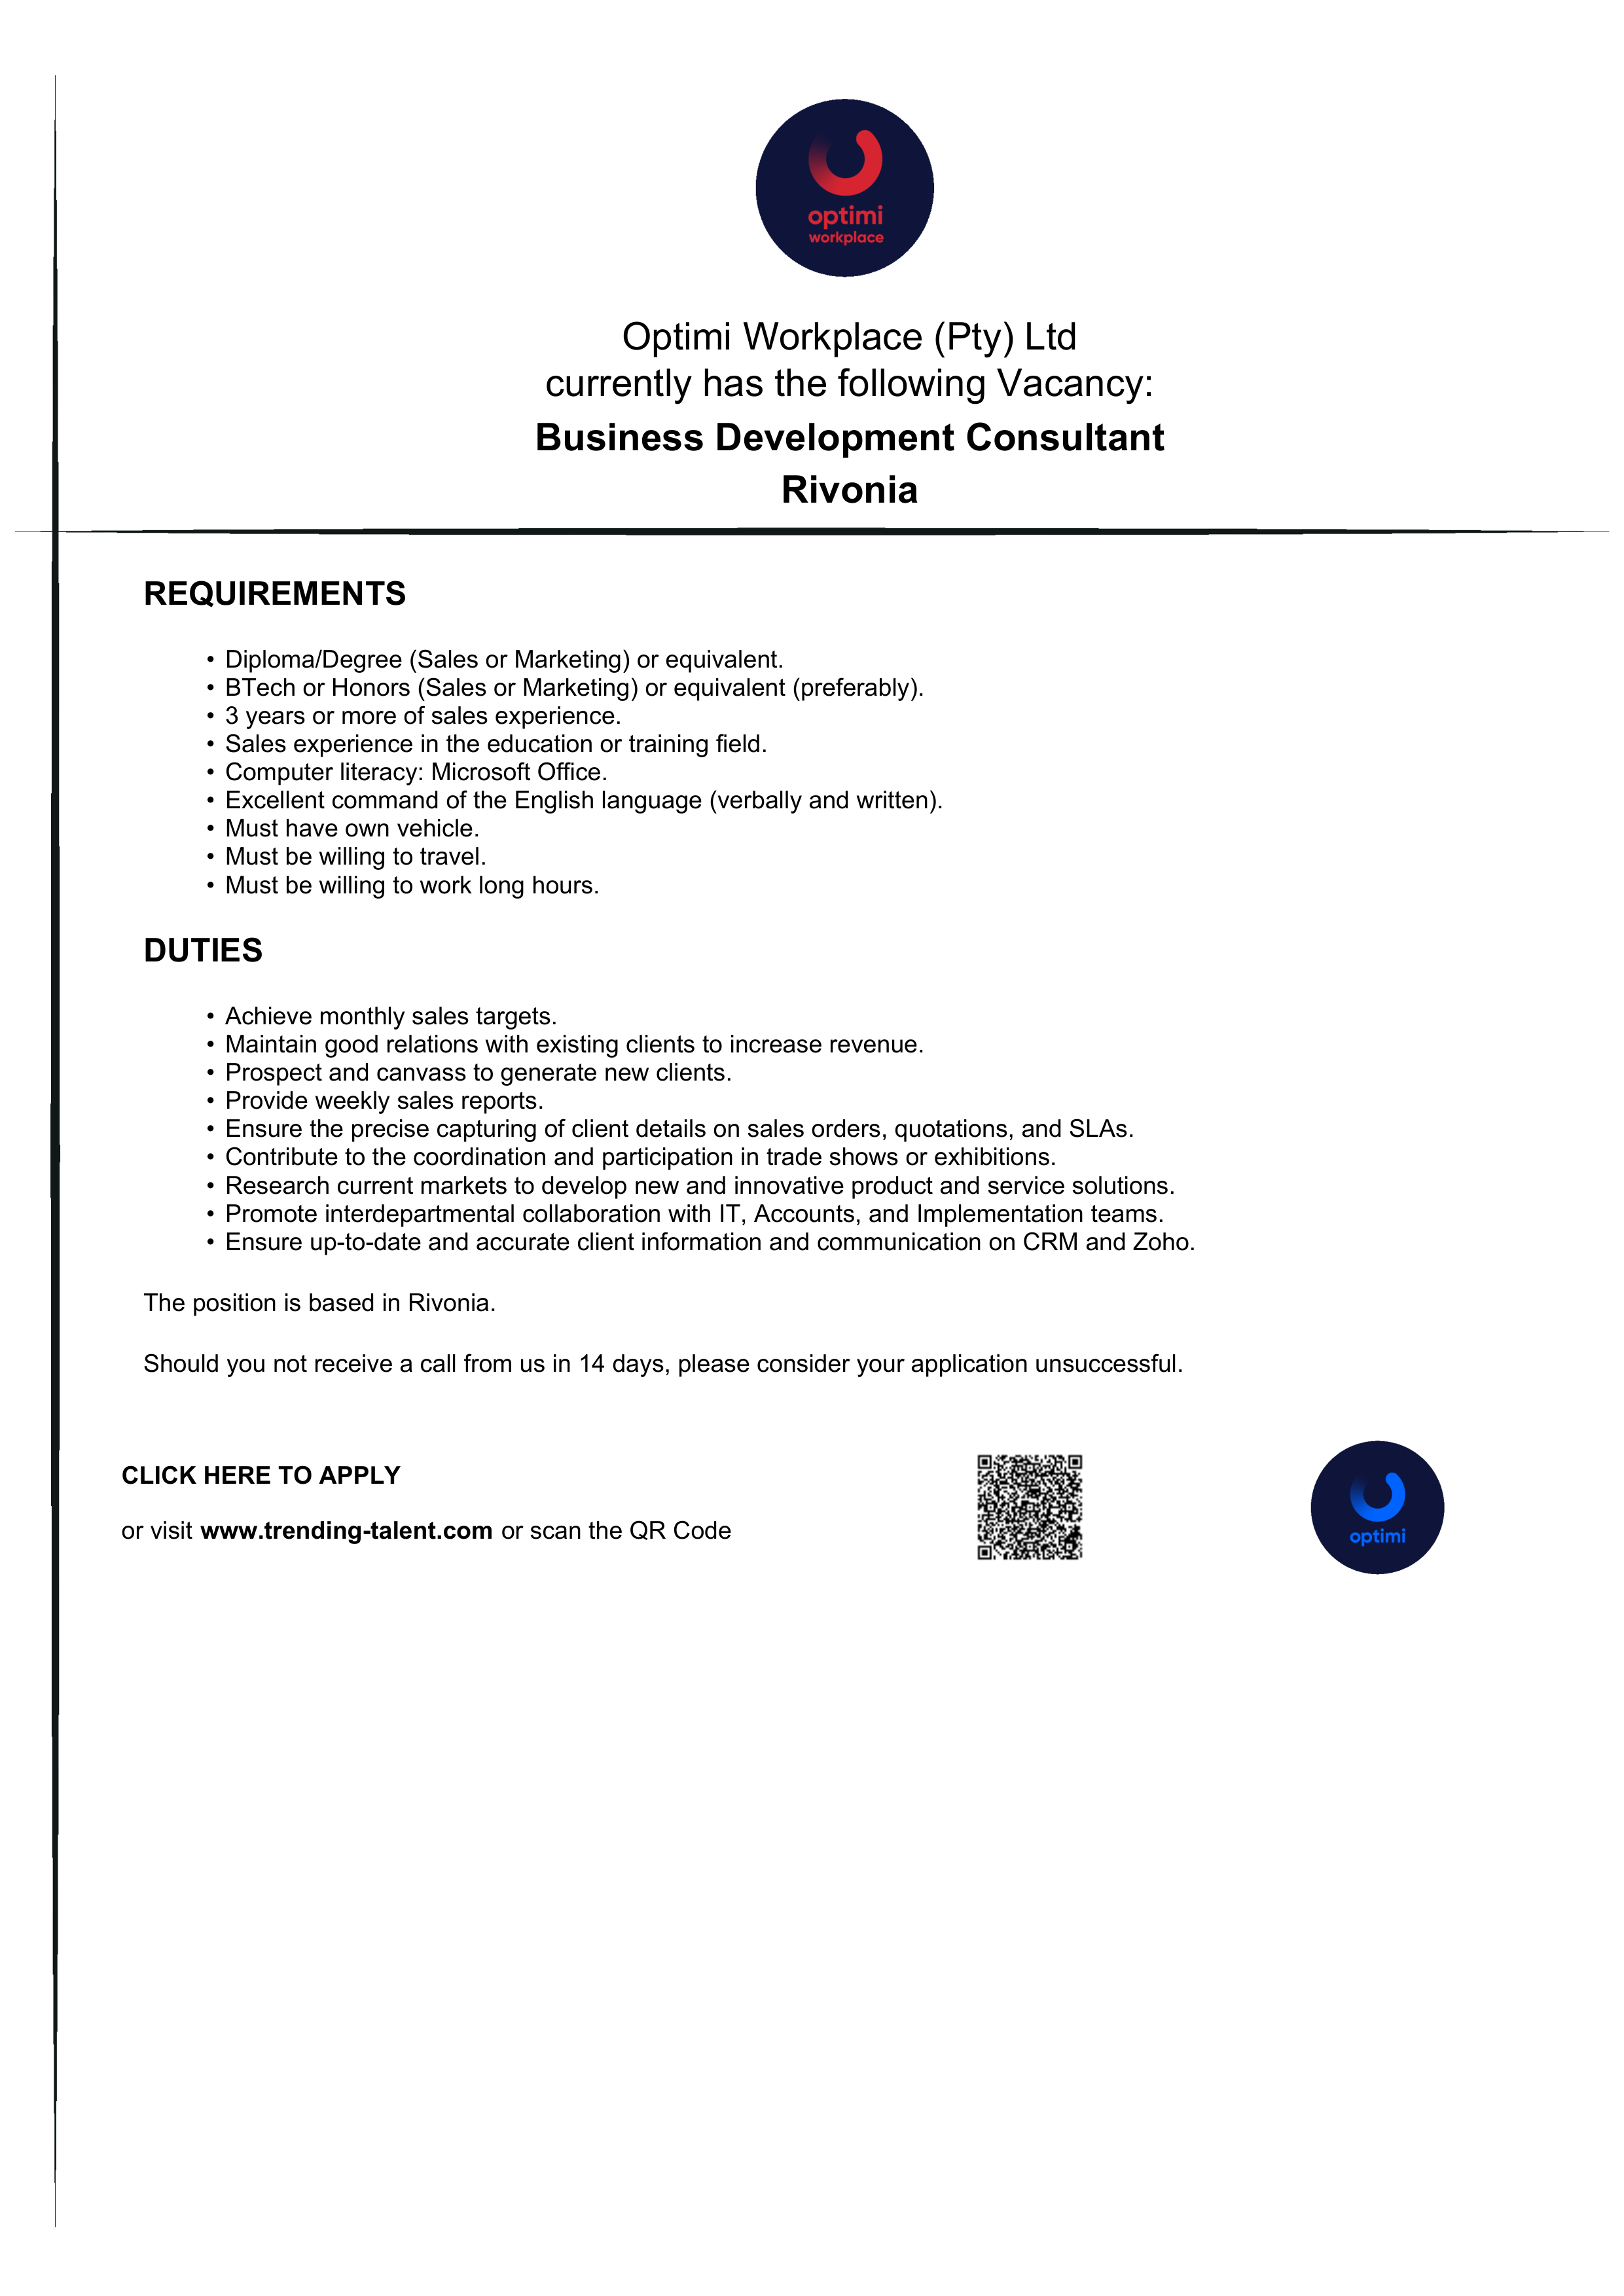 optimi
workplace
Optimi Workplace (Pty) Ltd
currently has the following Vacancy:
Business Development Consultant
Rivonia
REQUIREMENTS
• Diploma/Degree (Sales or Marketing) or equivalent.
• BTech or Honors (Sales or Marketing) or equivalent (preferably).
• 3 years or more of sales experience.
• Sales experience in the education or training field.
• Computer literacy: Microsoft Office.
• Excellent command of the English language (verbally and written).
• Must have own vehicle.
• Must be willing to travel.
• Must be willing to work long hours.
DUTIES
• Achieve monthly sales targets.
• Maintain good relations with existing clients to increase revenue.
• Prospect and canvass to generate new clients.
• Provide weekly sales reports.
• Ensure the precise capturing of client details on sales orders, quotations, and SLAs.
• Contribute to the coordination and participation in trade shows or exhibitions.
• Research current markets to develop new and innovative product and service solutions.
• Promote interdepartmental collaboration with IT, Accounts, and Implementation teams.
• Ensure up-to-date and accurate client information and communication on CRM and Zoho.
The position is based in Rivonia.
Should you not receive a call from us in 14 days, please consider your application unsuccessful.
CLICK HERE TO APPLY
or visit www.trending-talent.com or scan the QR Code
optimi